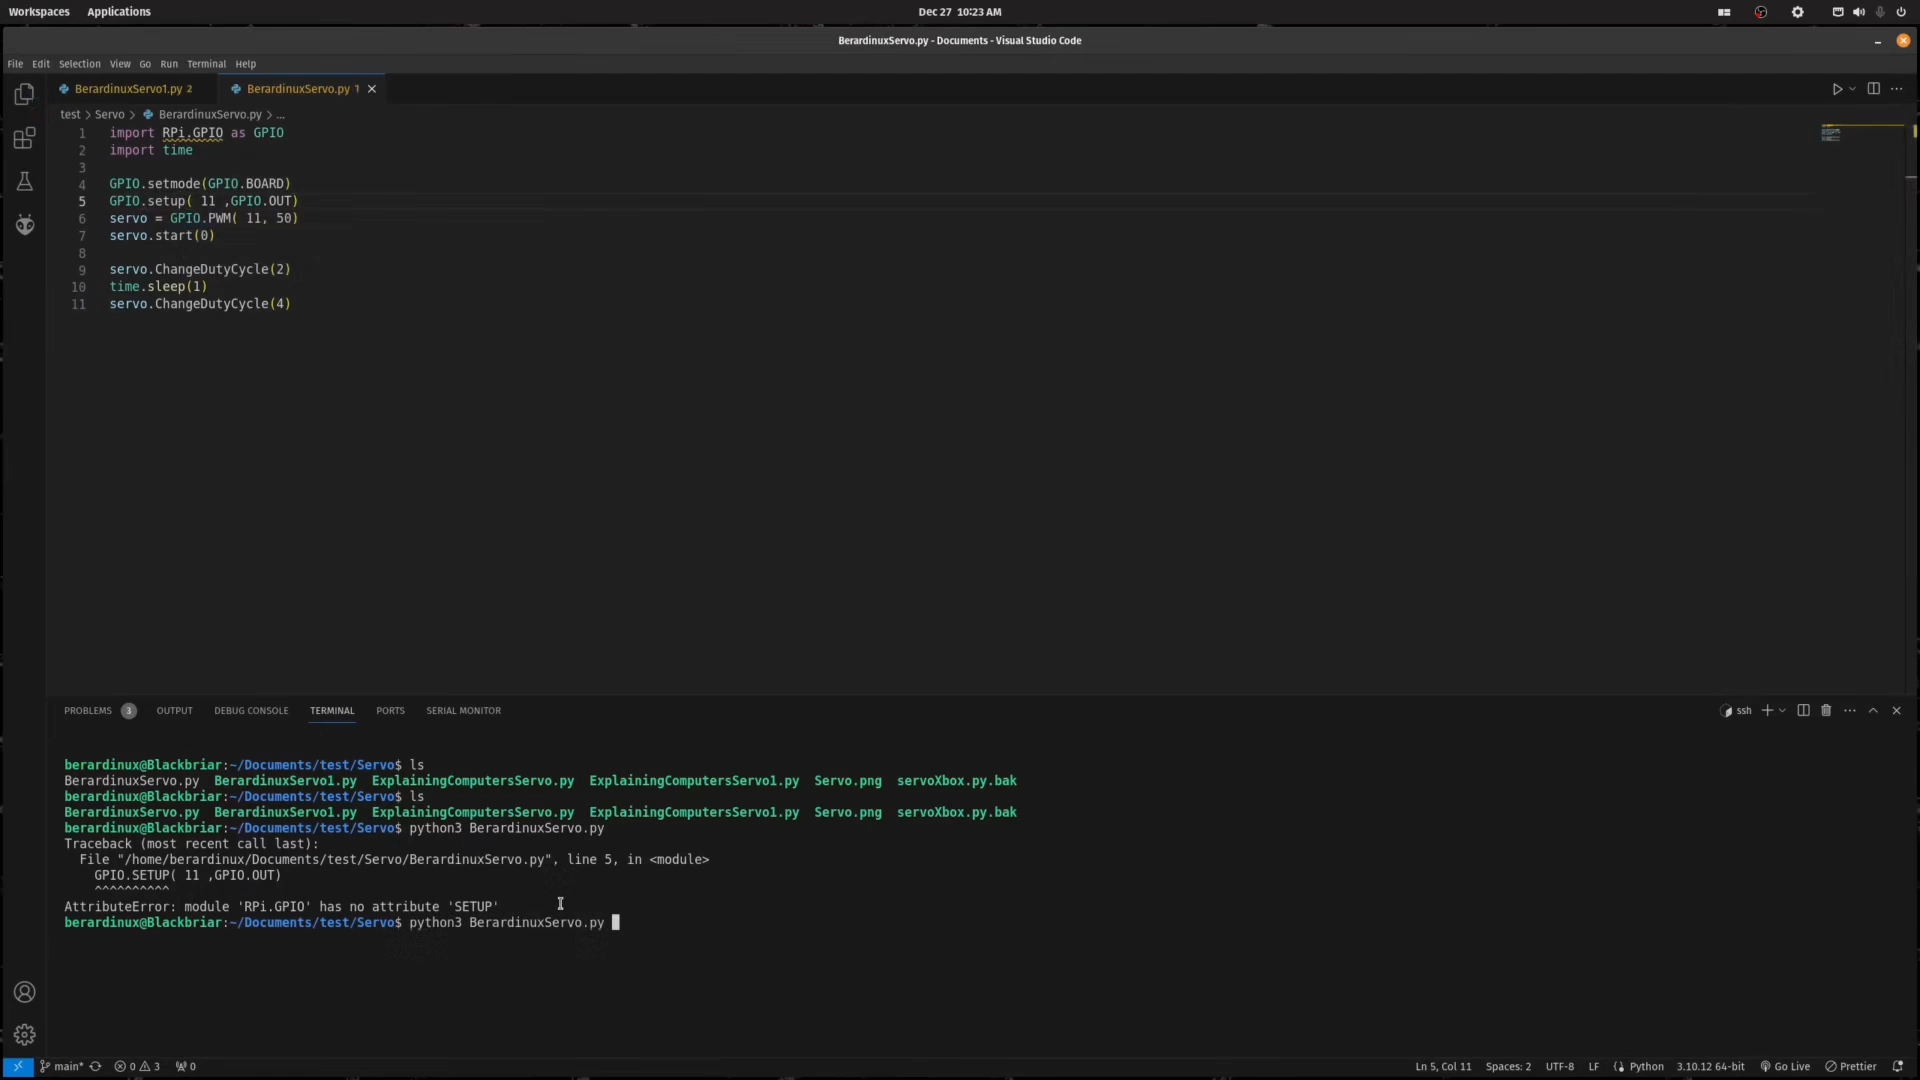 Workspaces Applications Dec 27 10:23 AM
BerardinuxServo.py - Documents - Visual Studio Code
File Edit Selection View Go Run Terminal Help
BerardinuxServo1.py 2 BerardinuxServo.py 1
test > Servo > BerardinuxServo.py > ...
1 import RPi.GPIO as GPIO
2 import time
3
4 GPIO.setmode(GPIO.BOARD)
5 GPIO.setup( 11 ,GPIO.OUT)
6 servo = GPIO.PWM( 11, 50)
7 servo.start(0)
8
9 servo.ChangeDutyCycle(2)
10 time.sleep(1)
11 servo.ChangeDutyCycle(4)
PROBLEMS 3 OUTPUT DEBUG CONSOLE TERMINAL PORTS SERIAL MONITOR ssh
berardinux@Blackbriar:~/Documents/test/Servo$ ls
BerardinuxServo.py BerardinuxServo1.py ExplainingComputersServo.py ExplainingComputersServo1.py Servo.png servoXbox.py.bak
berardinux@Blackbriar:~/Documents/test/Servo$ ls
BerardinuxServo.py BerardinuxServo1.py ExplainingComputersServo.py ExplainingComputersServo1.py Servo.png servoXbox.py.bak
berardinux@Blackbriar:~/Documents/test/Servo$ python3 BerardinuxServo.py
Traceback (most recent call last):
File "/home/berardinux/Documents/test/Servo/BerardinuxServo.py", line 5, in <module>
GPIO.SETUP( 11 ,GPIO.OUT)
^^^^^^^^^^
AttributeError: module 'RPi.GPIO' has no attribute 'SETUP'
berardinux@Blackbriar:~/Documents/test/Servo$ python3 BerardinuxServo.py
main* 0 3 0 Ln 5, Col 11 Spaces: 2 UTF-8 LF Python 3.10.12 64-bit Go Live Prettier